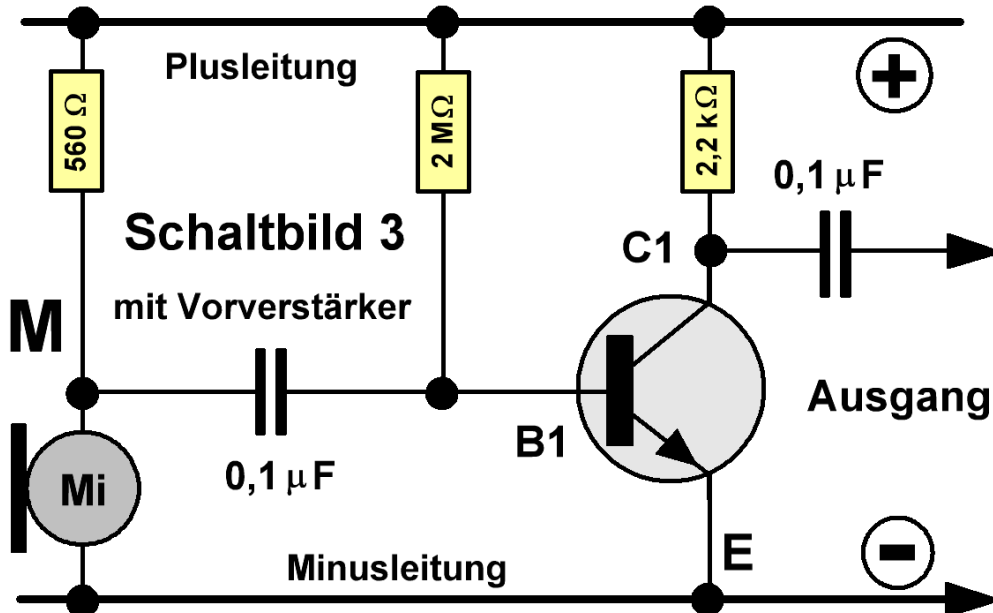 Plusleitung
+
560 Ω
2 MΩ
2,2 kΩ
0,1 µF
Schaltbild 3
C1
mit Vorverstärker
M
Ausgang
B1
0,1 µF
Mi
E
-
Minusleitung